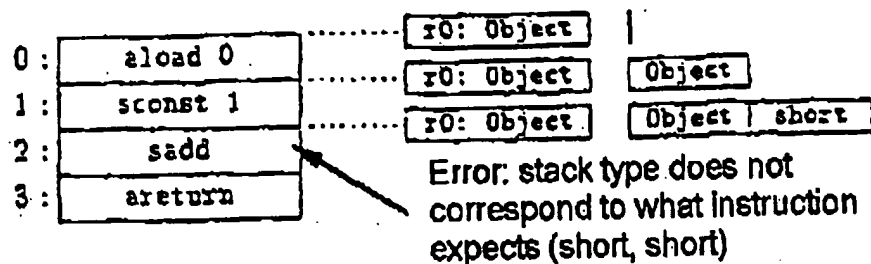 r0: Object
0 : aload 0
r0: Object Object
1 : sconst 1
r0: Object Object short
2 : sadd
3 : areturn
Error: stack type does not
correspond to what instruction
expects (short, short)